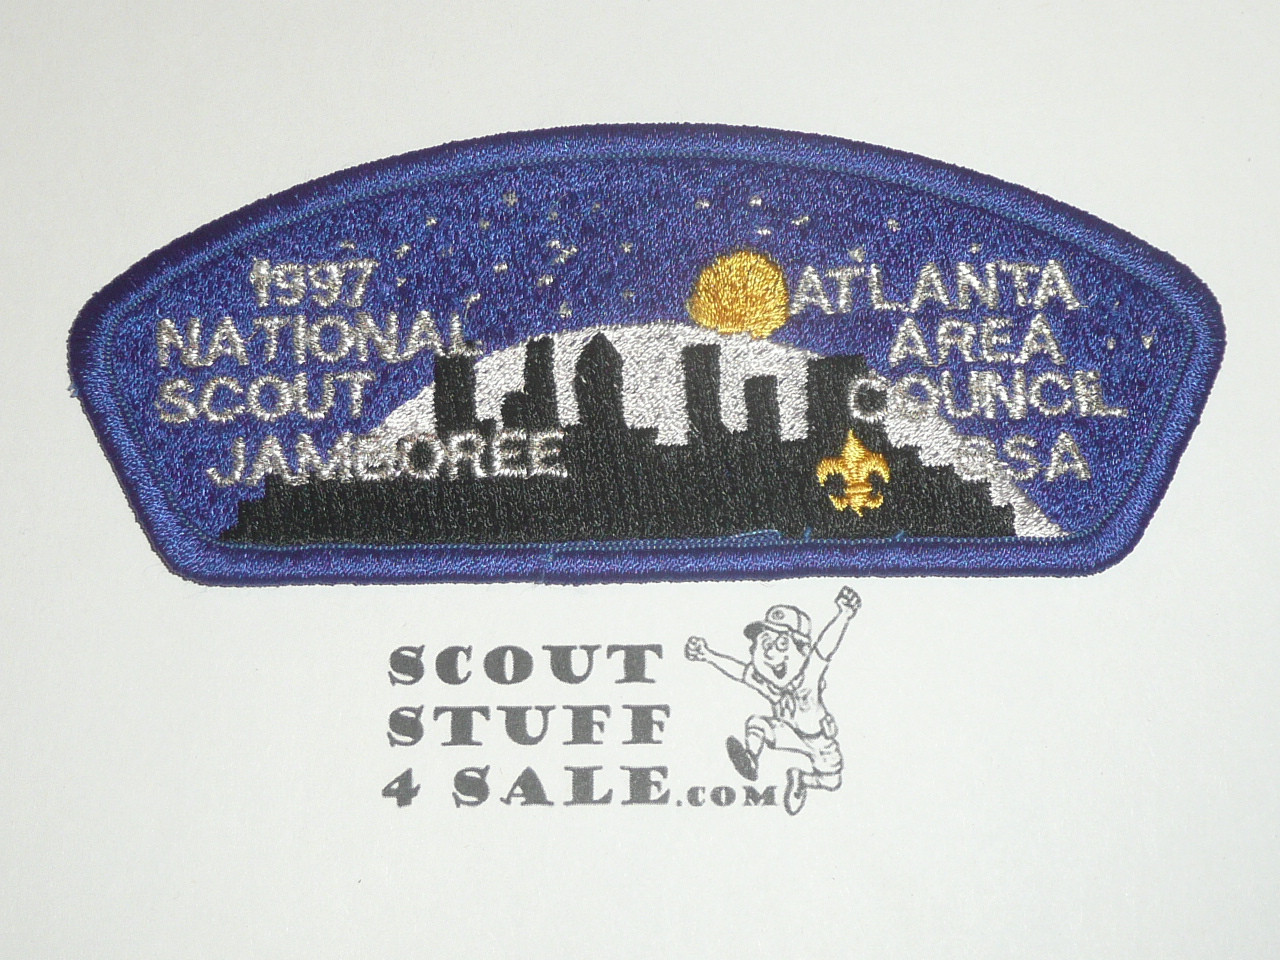 1997
NATIONAL
SCOUT
JAMBOREE
ATLANTA
AREA
COUNCIL
BSA
SCOUT
STUFF
4 SALE.COM